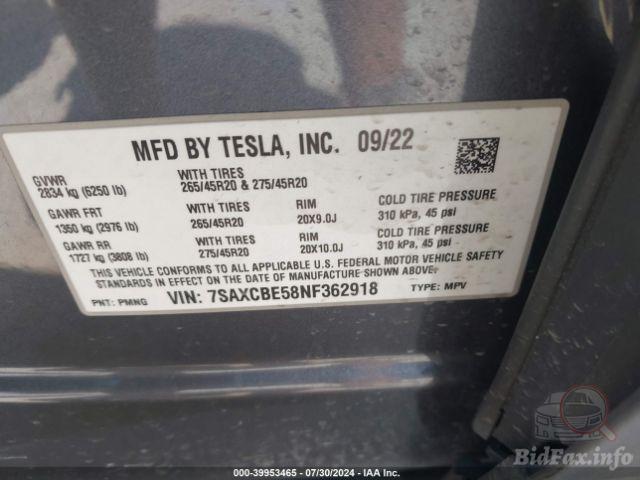 MFD BY TESLA, INC. 09/22
GVWR
2834 kg (6250 lb)
WITH TIRES
265/45R20 & 275/45R20
GAWR FRT
1350 kg (2976 lb)
WITH TIRES
265/45R20
RIM
20X9.0J
COLD TIRE PRESSURE
310 kPa, 45 psi
GAWR RR
1727 kg (3808 lb)
WITH TIRES
275/45R20
RIM
20X10.0J
COLD TIRE PRESSURE
310 kPa, 45 psi
THIS VEHICLE CONFORMS TO ALL APPLICABLE U.S. FEDERAL MOTOR VEHICLE SAFETY
STANDARDS IN EFFECT ON THE DATE OF MANUFACTURE SHOWN ABOVE.
PNT: PMNG
VIN: 7SAXCBE58NF362918
TYPE: MPV
BidFax.info
000-39953465 - 07/30/2024 - IAA Inc.